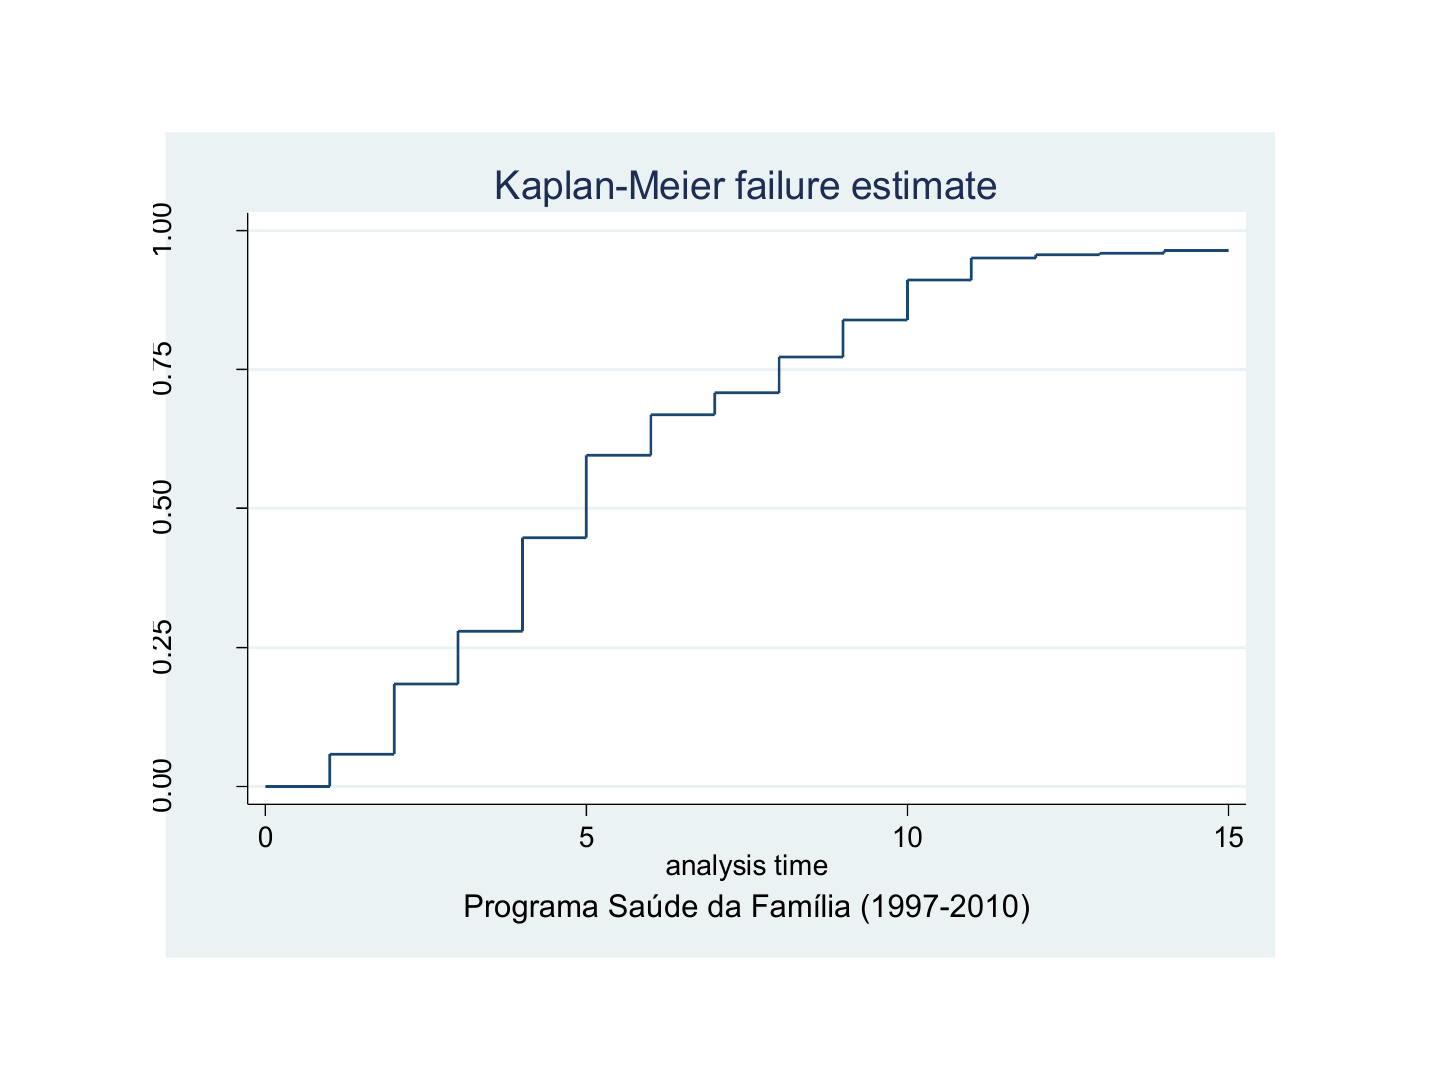 Kaplan-Meier failure estimate
1.00
0.75
0.50
0.25
0.00
0 5 10 15
analysis time
Programa Saúde da Família (1997-2010)